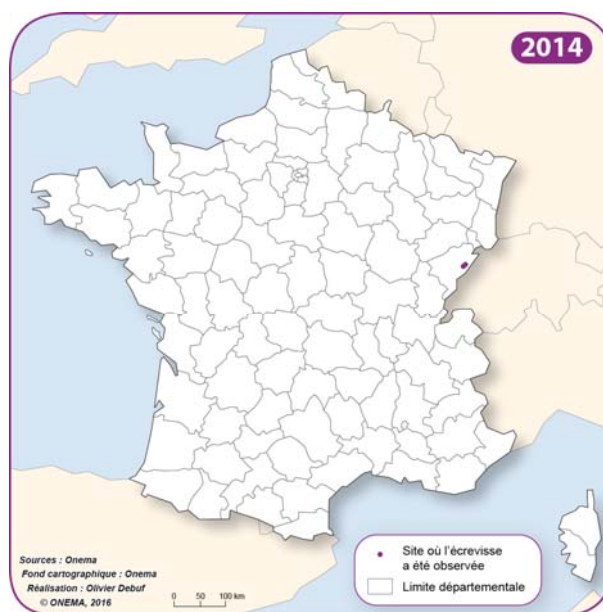 2014
Site où l'écrevisse
a été observée
Limite départementale
Sources : Onema
Fond cartographique : Onema
Réalisation : Olivier Debuf
© ONEMA, 2016
0 50 100 km